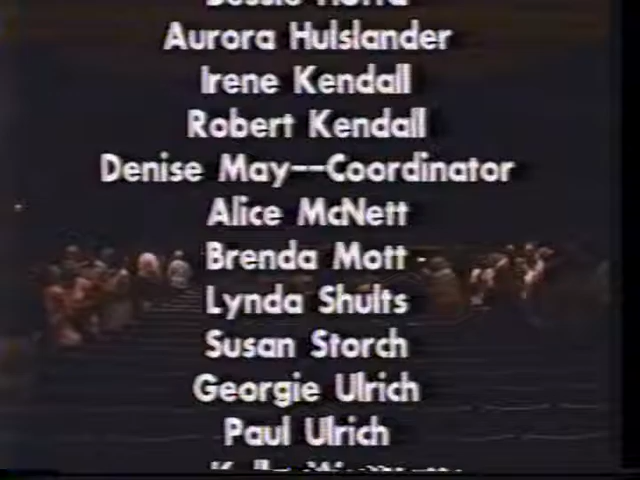 Aurora Hulslander
Irene Kendall
Robert Kendall
Denise May--Coordinator
Alice McNett
Brenda Mott
Lynda Shults
Susan Storch
Georgie Ulrich
Paul Ulrich